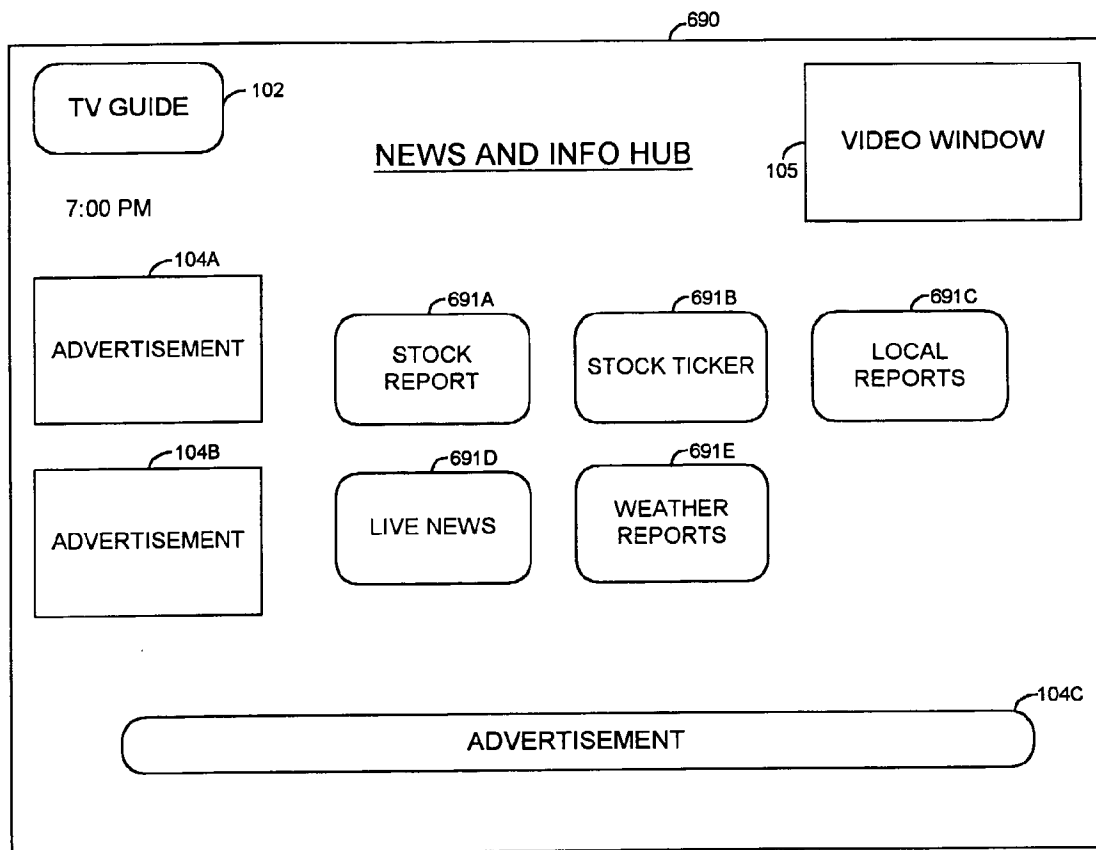 690
TV GUIDE
102
NEWS AND INFO HUB
VIDEO WINDOW
105
7:00 PM
104A
ADVERTISEMENT
691A
STOCK
REPORT
691B
STOCK TICKER
691C
LOCAL
REPORTS
104B
ADVERTISEMENT
691D
LIVE NEWS
691E
WEATHER
REPORTS
104C
ADVERTISEMENT